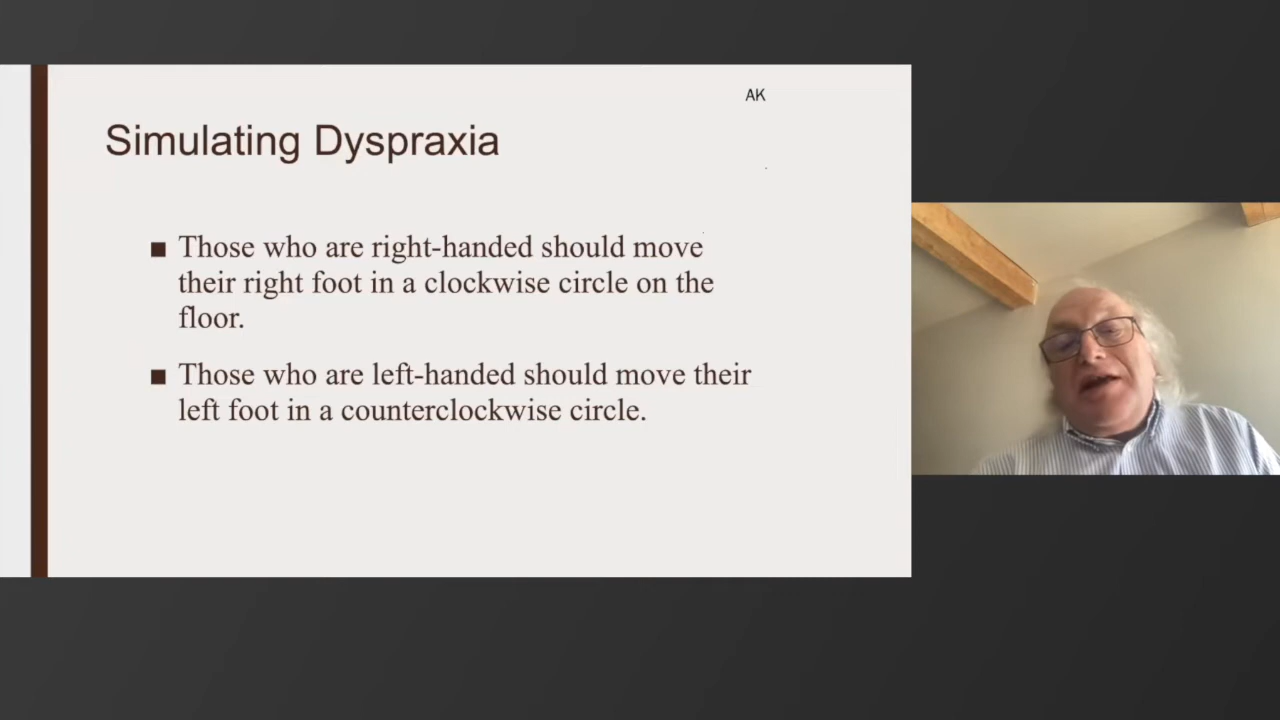 AK
Simulating Dyspraxia
■ Those who are right-handed should move
their right foot in a clockwise circle on the
floor.
■ Those who are left-handed should move their
left foot in a counterclockwise circle.